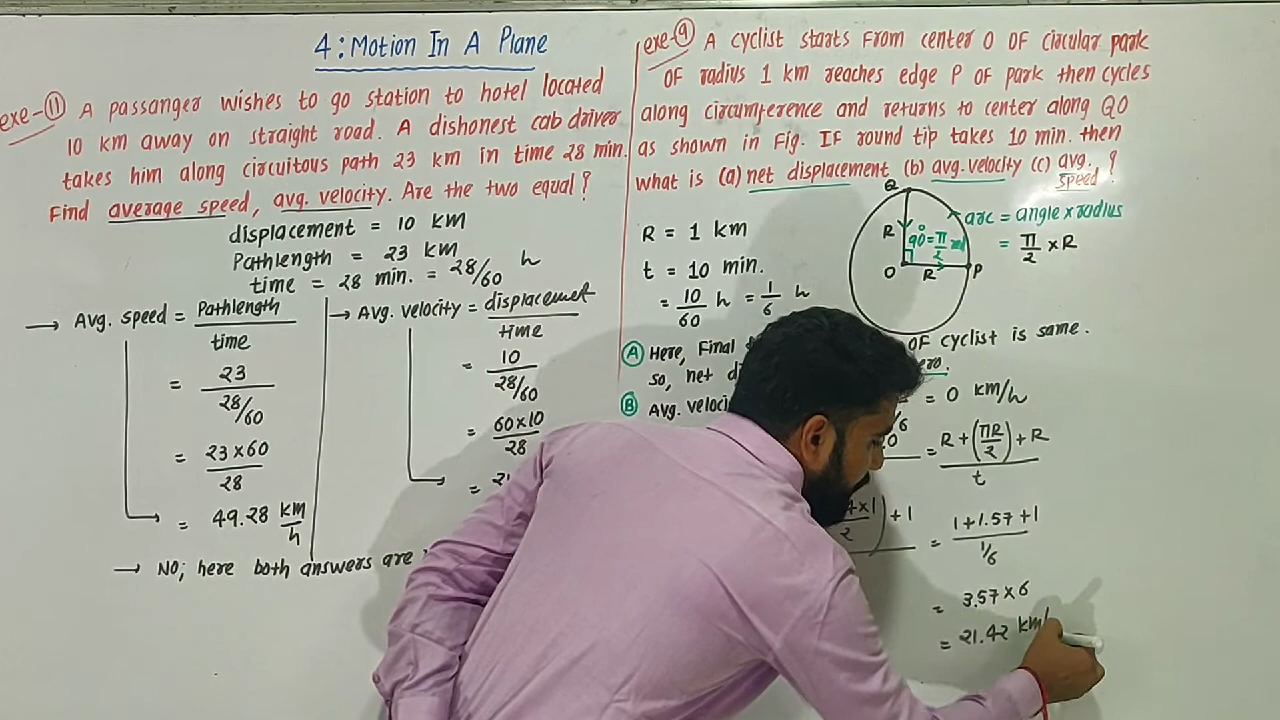 4: Motion In A Plane
exe-⑪ A passanger wishes to go station to hotel located
10 km away on straight road. A dishonest cab driver
takes him along circuitous path 23 km in time 28 min.
Find average speed, avg. velocity. Are the two equal?
displacement = 10 KM
Pathlength = 23 KM
time = 28 min. = 28/60 h
→ Avg. speed = Pathlength / time
= 23 / 28/60
= 23 × 60 / 28
= 49.28 km/h
→ Avg. velocity = displacement / time
= 10 / 28/60
= 60×10 / 28
=
→ NO; here both answers are
exe-⑨ A cyclist starts from center O OF circular park
OF radius 1 km reaches edge P OF park then cycles
along circumference and returns to center along QO
as shown in Fig. IF round tip takes 10 min. then
what is (a) net displacement (b) avg. velocity (c) avg. speed ?
R = 1 km
t = 10 min.
= 10/60 h = 1/6 h
Q
R
90° = π/2
O
R
P
arc = angle × radius
= π/2 × R
Ⓐ Here, Final OF cyclist is same.
so, net
Ⓑ Avg. = 0 km/h
= R + (πR/2) + R / t
×1 / 2) + 1
= 1 + 1.57 + 1 / 1/6
= 3.57 × 6
= 21.42 km/